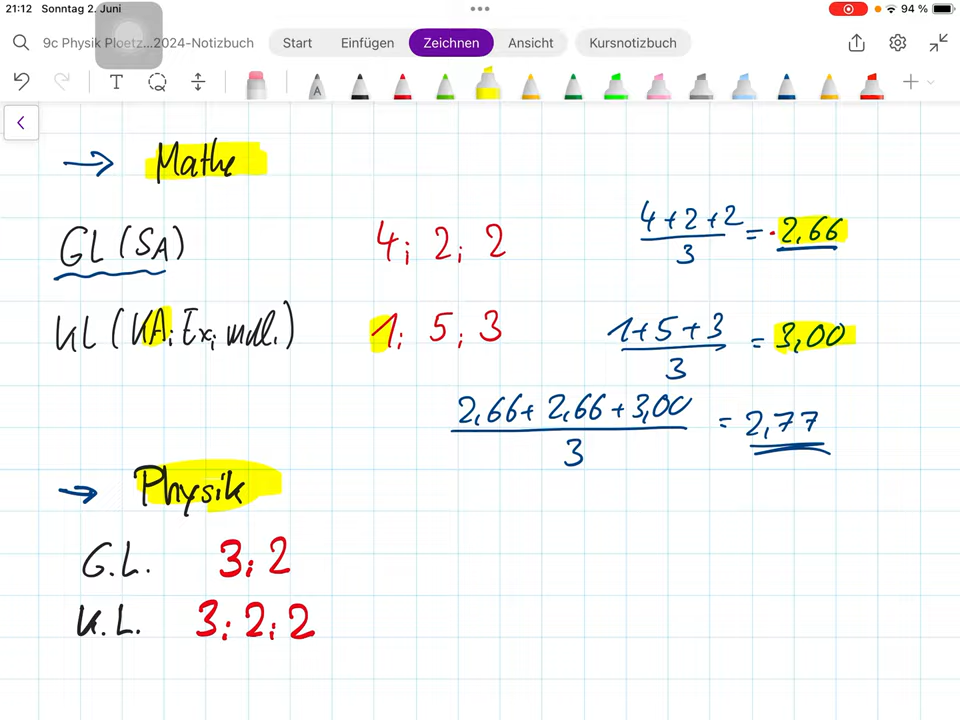 21:12 Sonntag 2. Juni 94 %
9c Physik Ploetz...2024-Notizbuch Start Einfügen Zeichnen Ansicht Kursnotizbuch
→ Mathe
GL (SA) 4; 2; 2 4+2+2/3 = 2,66
KL (KA; Ex; mdl.) 1; 5; 3 1+5+3/3 = 3,00
2,66+2,66+3,00/3 = 2,77
→ Physik
G.L. 3; 2
K.L. 3; 2; 2